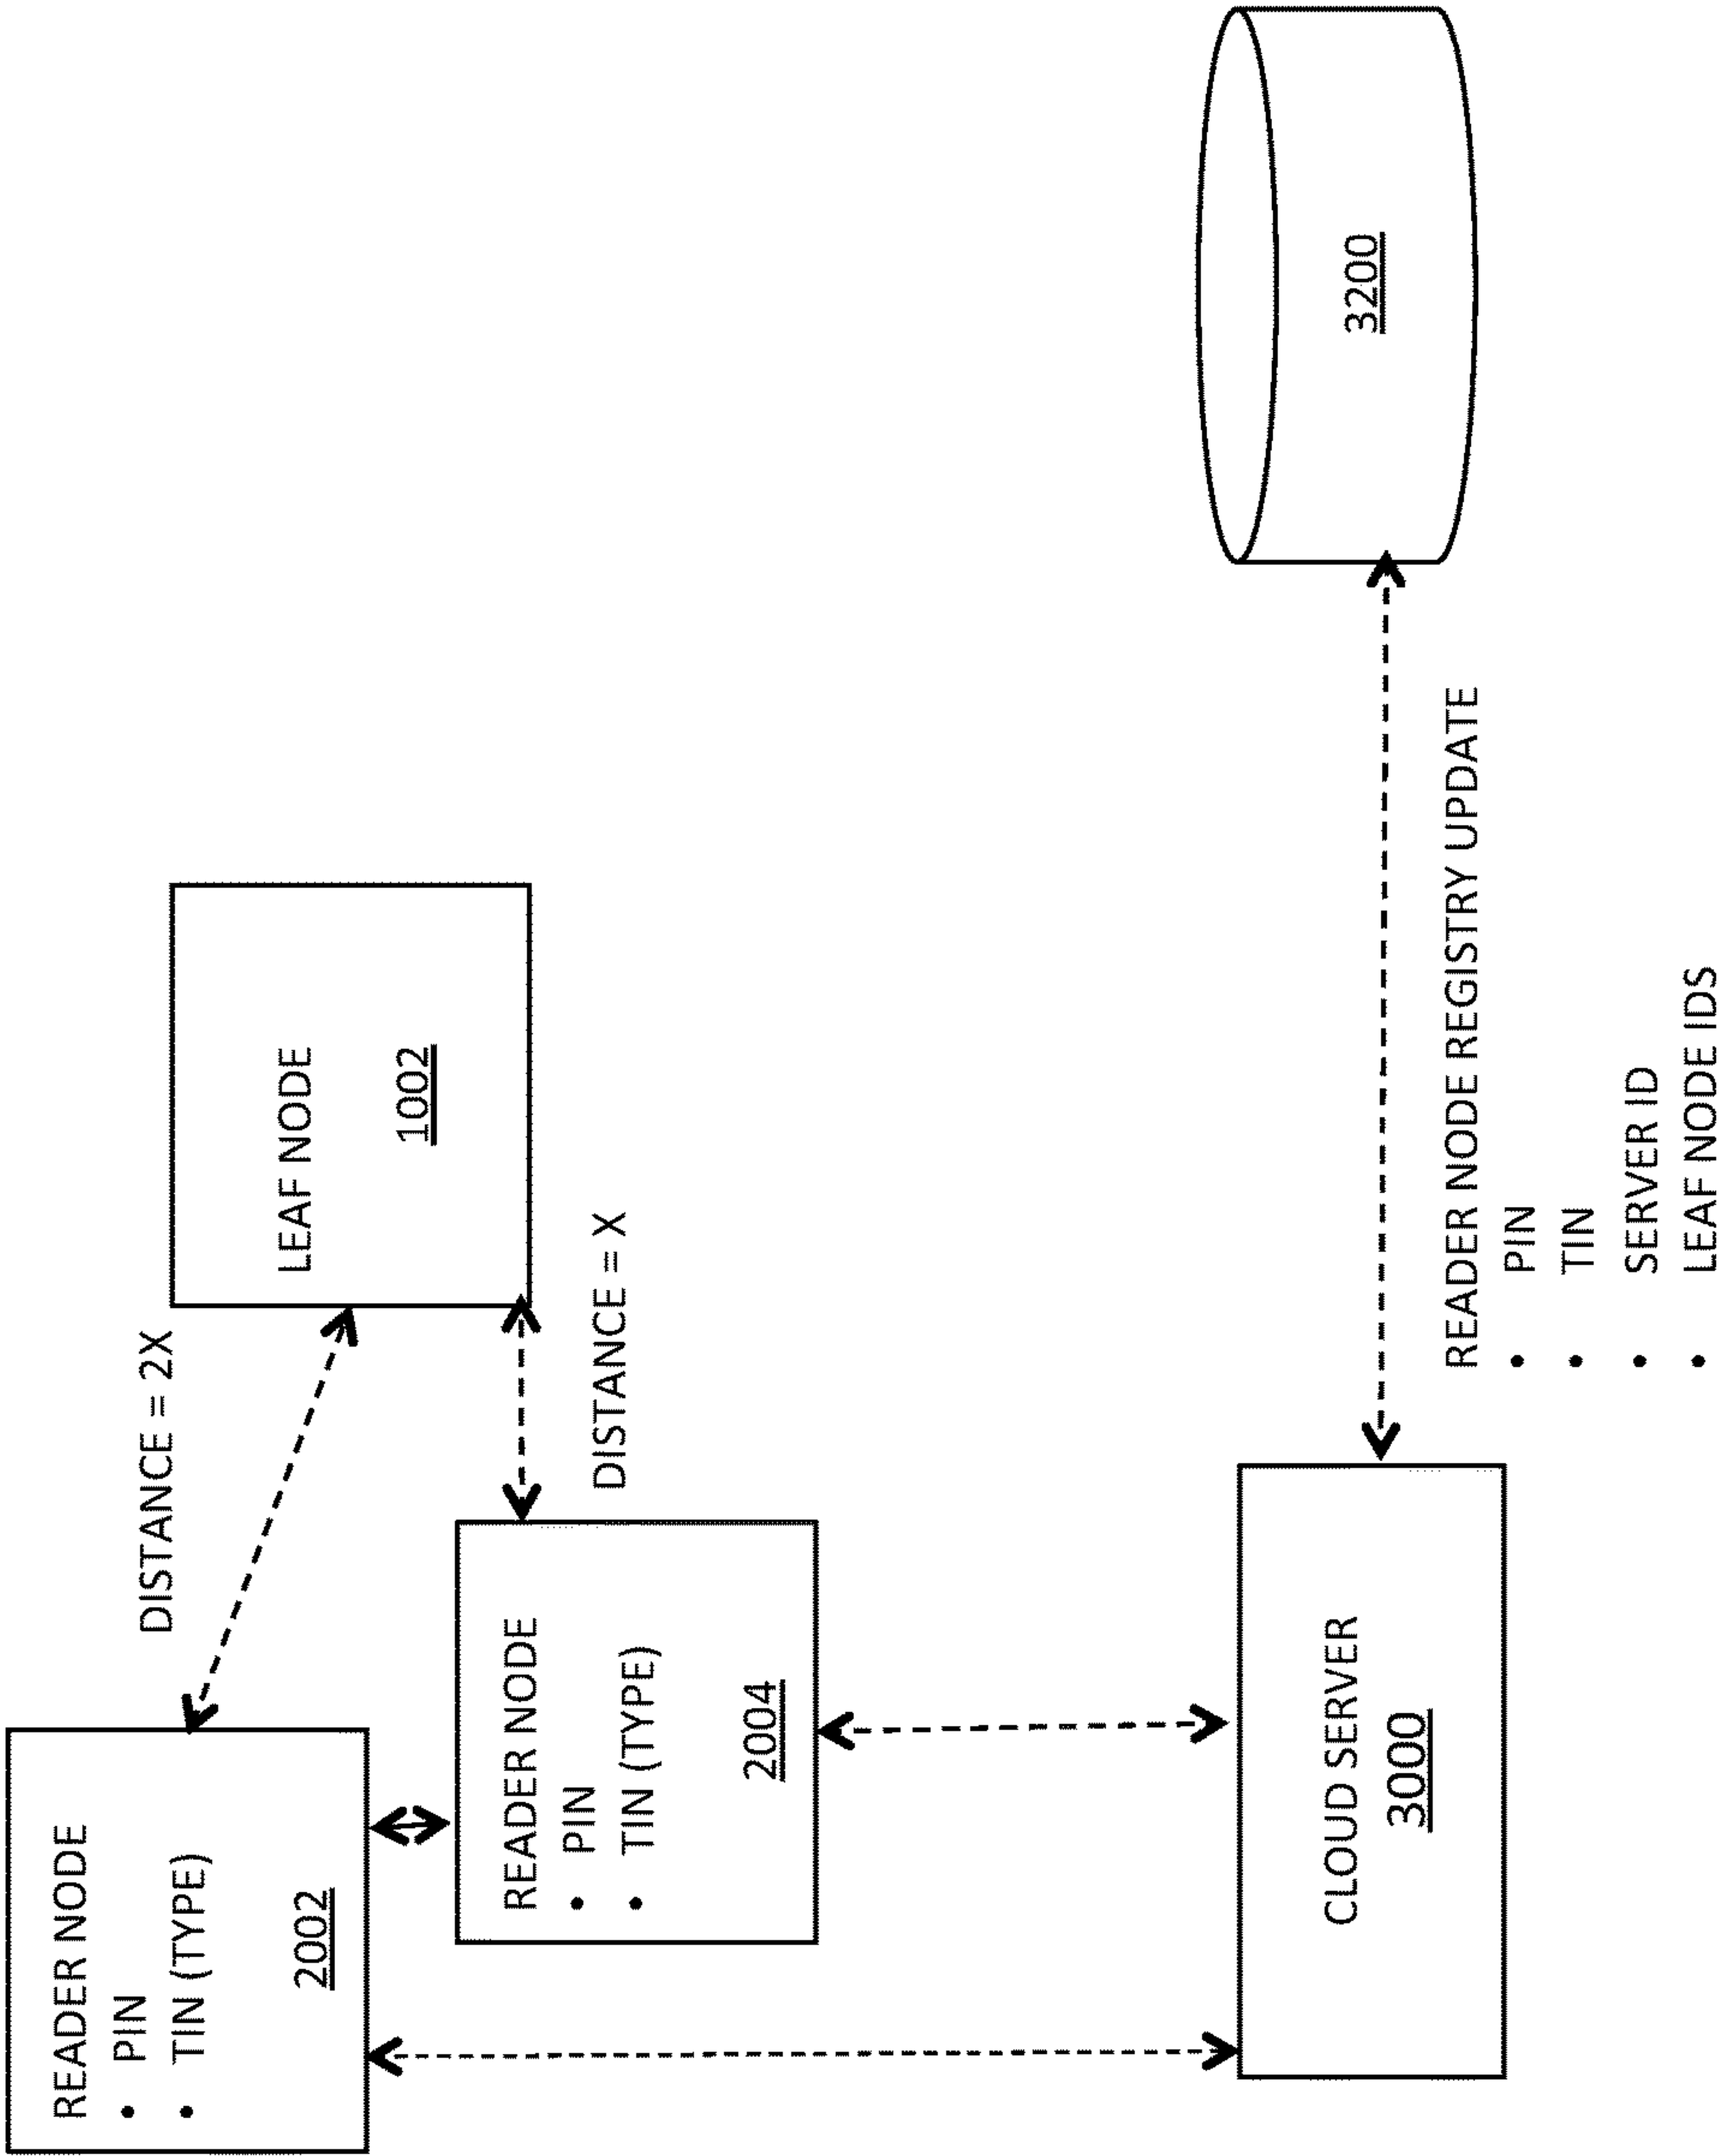 READER NODE
• PIN
• TIN (TYPE)
2002
DISTANCE = 2X
LEAF NODE
1002
READER NODE
• PIN
• TIN (TYPE)
2004
DISTANCE = X
CLOUD SERVER
3000
READER NODE REGISTRY UPDATE
• PIN
• TIN
• SERVER ID
• LEAF NODE IDS
3200